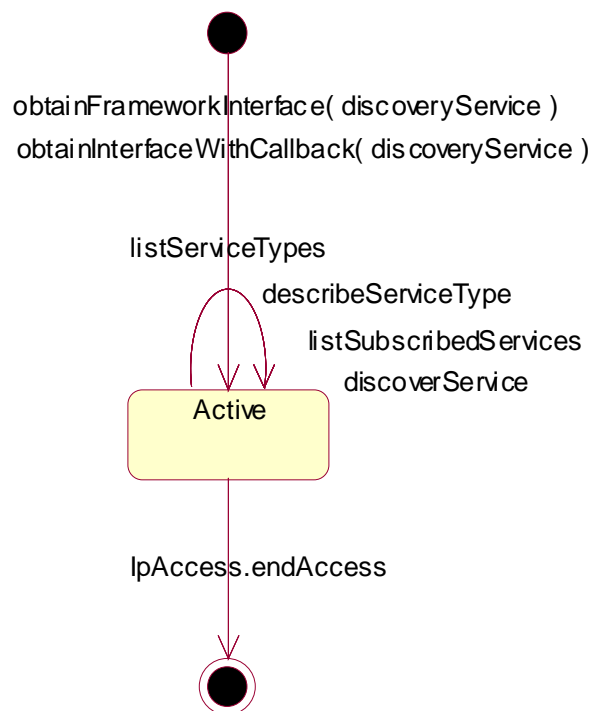 obtainFrameworkInterface( discoveryService )
obtainInterfaceWithCallback( discoveryService )
listServiceTypes
describeServiceType
listSubscribedServices
discoverService
Active
IpAccess.endAccess